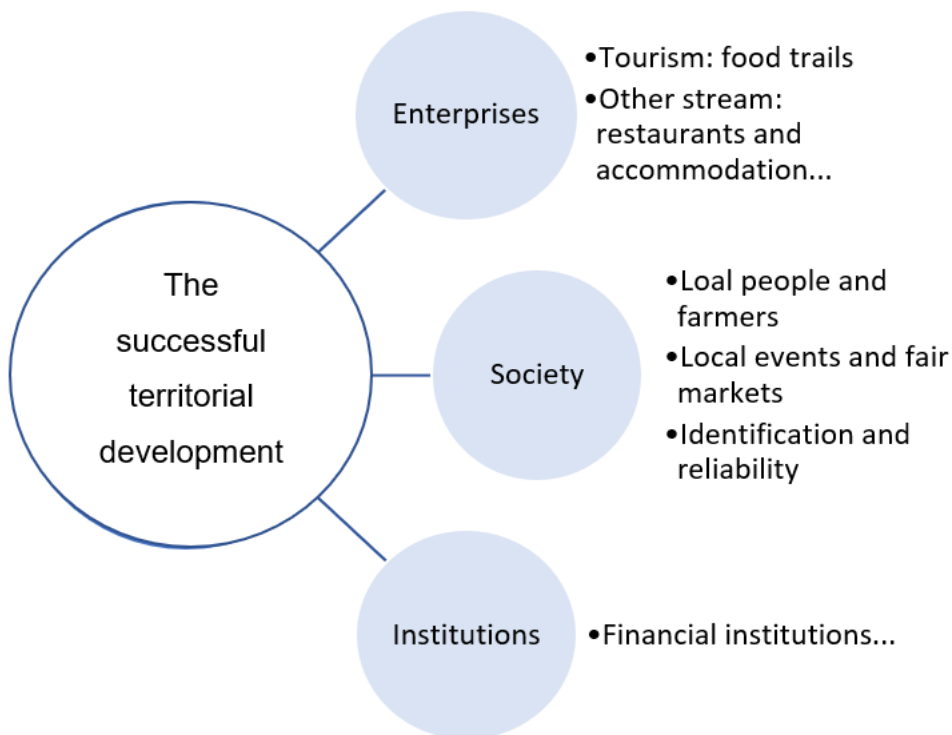 The
successful
territorial
development
Enterprises
•Tourism: food trails
•Other stream:
restaurants and
accommodation...
Society
•Loal people and
farmers
•Local events and fair
markets
•Identification and
reliability
Institutions
•Financial institutions...